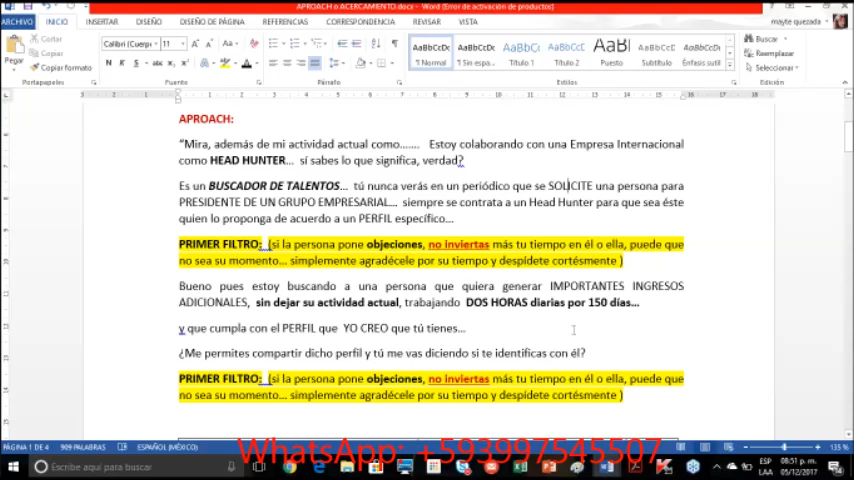 APROACH o ACERCAMIENTO.docx - Word (Error de activación de productos)
ARCHIVO INICIO INSERTAR DISEÑO DISEÑO DE PÁGINA REFERENCIAS CORRESPONDENCIA REVISAR VISTA mayte quezada
Pegar
Cortar
Copiar
Copiar formato
Portapapeles
Calibri (Cuerpo 11
N K S abc x₂ x²
Fuente
Párrafo
AaBbCcDc AaBbCcDc AaBbCc AaBbCcC AaBl AaBbCcC AaBbCcDc
¶ Normal ¶ Sin espa... Título 1 Título 2 Puesto Subtítulo Énfasis sutil
Estilos
Buscar
Reemplazar
Seleccionar
Edición
APROACH:
“Mira, además de mi actividad actual como……. Estoy colaborando con una Empresa Internacional
como HEAD HUNTER… sí sabes lo que significa, verdad?
Es un BUSCADOR DE TALENTOS… tú nunca verás en un periódico que se SOLICITE una persona para
PRESIDENTE DE UN GRUPO EMPRESARIAL… siempre se contrata a un Head Hunter para que sea éste
quien lo proponga de acuerdo a un PERFIL específico…
PRIMER FILTRO: (si la persona pone objeciones, no inviertas más tu tiempo en él o ella, puede que
no sea su momento… simplemente agradécele por su tiempo y despídete cortésmente )
Bueno pues estoy buscando a una persona que quiera generar IMPORTANTES INGRESOS
ADICIONALES, sin dejar su actividad actual, trabajando DOS HORAS diarias por 150 días…
y que cumpla con el PERFIL que YO CREO que tú tienes…
¿Me permites compartir dicho perfil y tú me vas diciendo si te identificas con él?
PRIMER FILTRO: (si la persona pone objeciones, no inviertas más tu tiempo en él o ella, puede que
no sea su momento… simplemente agradécele por su tiempo y despídete cortésmente )
PÁGINA 1 DE 4 909 PALABRAS ESPAÑOL (MÉXICO) 135 %
WhatsApp: +593997545507
Escribe aquí para buscar
ESP 08:51 p. m.
LAA 05/12/2017